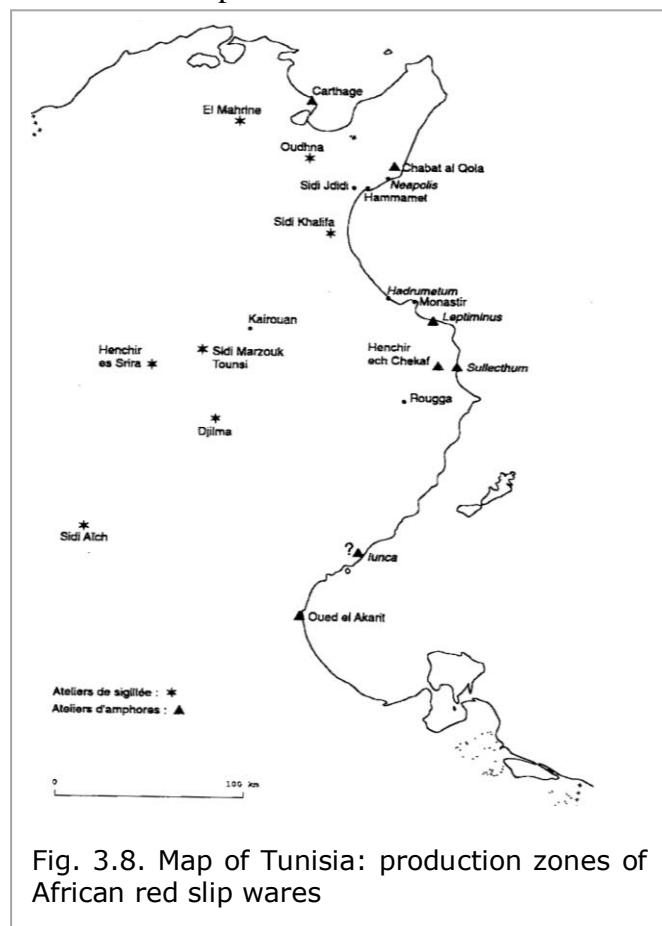 Carthage
El Mahrine
Oudhna
Chabat al Qola
Sidi Jdidi
Neapolis
Hammamet
Sidi Khalifa
Hadrumetum
Monastir
Leptiminus
Kairouan
Henchir
es Srira
Sidi Marzouk
Tounsi
Henchir
ech Chekaf
Sullecthum
Rougga
Djilma
Sidi Aïch
? Iunca
Oued el Akarit
Ateliers de sigillée :
Ateliers d'amphores :
0 100 km
Fig. 3.8. Map of Tunisia: production zones of
African red slip wares